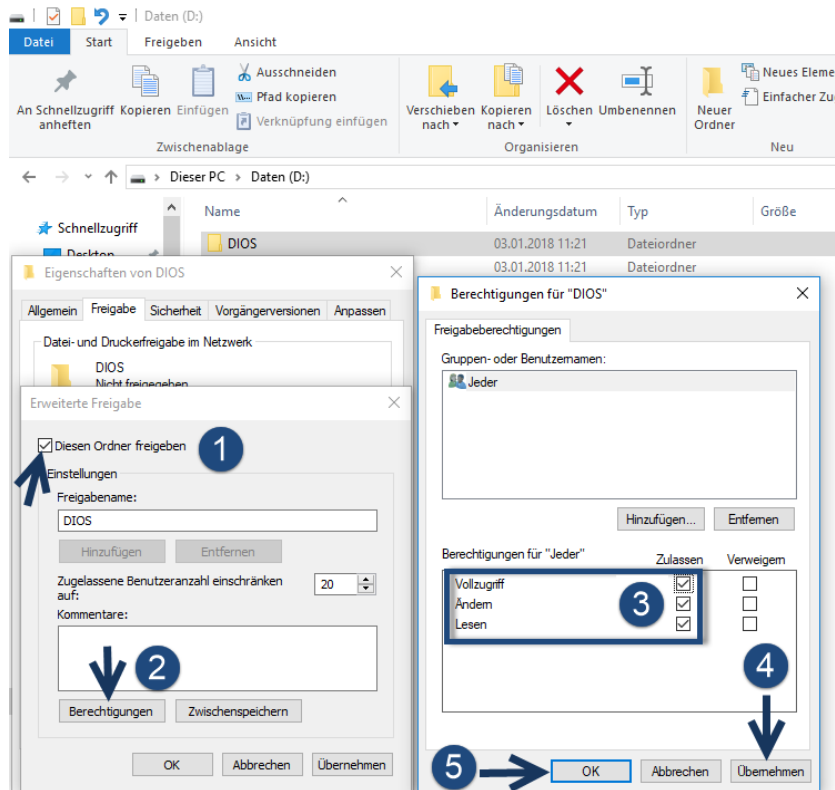 Daten (D:)
Datei Start Freigeben Ansicht
An Schnellzugriff anheften
Kopieren
Einfügen
Ausschneiden
Pfad kopieren
Verknüpfung einfügen
Verschieben nach
Kopieren nach
Löschen
Umbenennen
Neuer Ordner
Neues Eleme
Einfacher Zu
Zwischenablage Organisieren Neu
Dieser PC > Daten (D:)
Schnellzugriff
Desktop
Name Änderungsdatum Typ Größe
DIOS 03.01.2018 11:21 Dateiordner
03.01.2018 11:21 Dateiordner
Eigenschaften von DIOS
Allgemein Freigabe Sicherheit Vorgängerversionen Anpassen
Datei- und Druckerfreigabe im Netzwerk
DIOS
Nicht freigegeben
Erweiterte Freigabe
Diesen Ordner freigeben 1
Einstellungen
Freigabename:
DIOS
Hinzufügen Entfernen
Zugelassene Benutzeranzahl einschränken
auf:
20
Kommentare:
2
Berechtigungen Zwischenspeichern
OK Abbrechen Übernehmen
Berechtigungen für "DIOS"
Freigabeberechtigungen
Gruppen- oder Benutzernamen:
Jeder
Hinzufügen... Entfernen
Berechtigungen für "Jeder" Zulassen Verweigern
Vollzugriff
Ändern
Lesen
3
4
5
OK Abbrechen Übernehmen